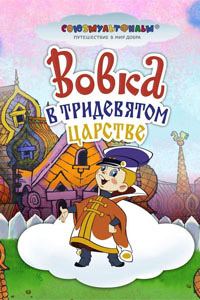 СОЮЗМУЛЬТФИЛЬМ®
ПУТЕШЕСТВИЕ В МИР ДОБРА
Вовка
В ТРИДЕВЯТОМ
ЦАРСТВЕ